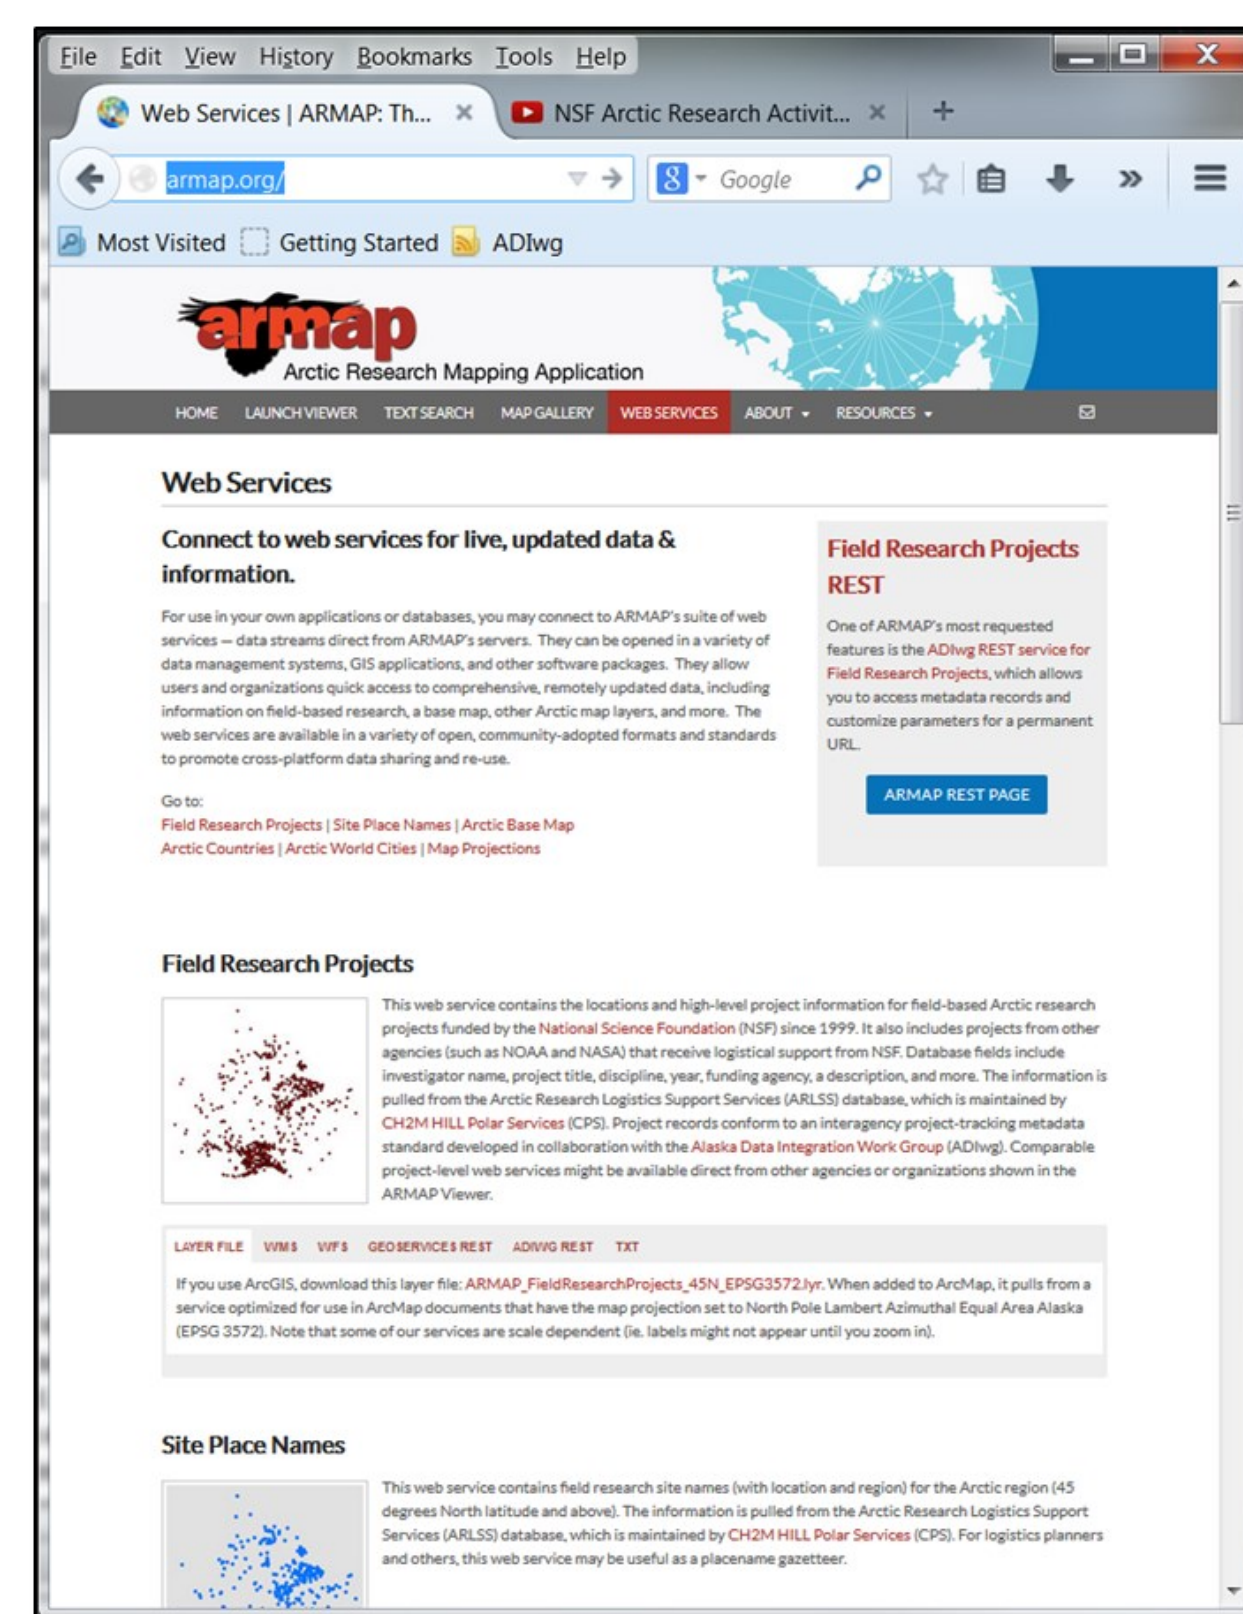 File Edit View History Bookmarks Tools Help
Web Services | ARMAP: Th...
NSF Arctic Research Activit...
armap.org/
Google
Most Visited Getting Started ADIwg
armap
Arctic Research Mapping Application
HOME LAUNCH VIEWER TEXT SEARCH MAP GALLERY WEB SERVICES ABOUT RESOURCES
Web Services
Connect to web services for live, updated data &
information.
For use in your own applications or databases, you may connect to ARMAP's suite of web
services — data streams direct from ARMAP's servers. They can be opened in a variety of
data management systems, GIS applications, and other software packages. They allow
users and organizations quick access to comprehensive, remotely updated data, including
information on field-based research, a base map, other Arctic map layers, and more. The
web services are available in a variety of open, community-adopted formats and standards
to promote cross-platform data sharing and re-use.
Go to:
Field Research Projects | Site Place Names | Arctic Base Map
Arctic Countries | Arctic World Cities | Map Projections
Field Research Projects
REST
One of ARMAP's most requested
features is the ADIwg REST service for
Field Research Projects, which allows
you to access metadata records and
customize parameters for a permanent
URL.
ARMAP REST PAGE
Field Research Projects
This web service contains the locations and high-level project information for field-based Arctic research
projects funded by the National Science Foundation (NSF) since 1999. It also includes projects from other
agencies (such as NOAA and NASA) that receive logistical support from NSF. Database fields include
investigator name, project title, discipline, year, funding agency, a description, and more. The information is
pulled from the Arctic Research Logistics Support Services (ARLSS) database, which is maintained by
CH2M HILL Polar Services (CPS). Project records conform to an interagency project-tracking metadata
standard developed in collaboration with the Alaska Data Integration Work Group (ADIwg). Comparable
project-level web services might be available direct from other agencies or organizations shown in the
ARMAP Viewer.
LAYER FILE WMS WFS GEOSERVICES REST ADIWG REST TXT
If you use ArcGIS, download this layer file: ARMAP_FieldResearchProjects_45N_EPSG3572.lyr. When added to ArcMap, it pulls from a
service optimized for use in ArcMap documents that have the map projection set to North Pole Lambert Azimuthal Equal Area Alaska
(EPSG 3572). Note that some of our services are scale dependent (ie. labels might not appear until you zoom in).
Site Place Names
This web service contains field research site names (with location and region) for the Arctic region (45
degrees North latitude and above). The information is pulled from the Arctic Research Logistics Support
Services (ARLSS) database, which is maintained by CH2M HILL Polar Services (CPS). For logistics planners
and others, this web service may be useful as a placename gazetteer.